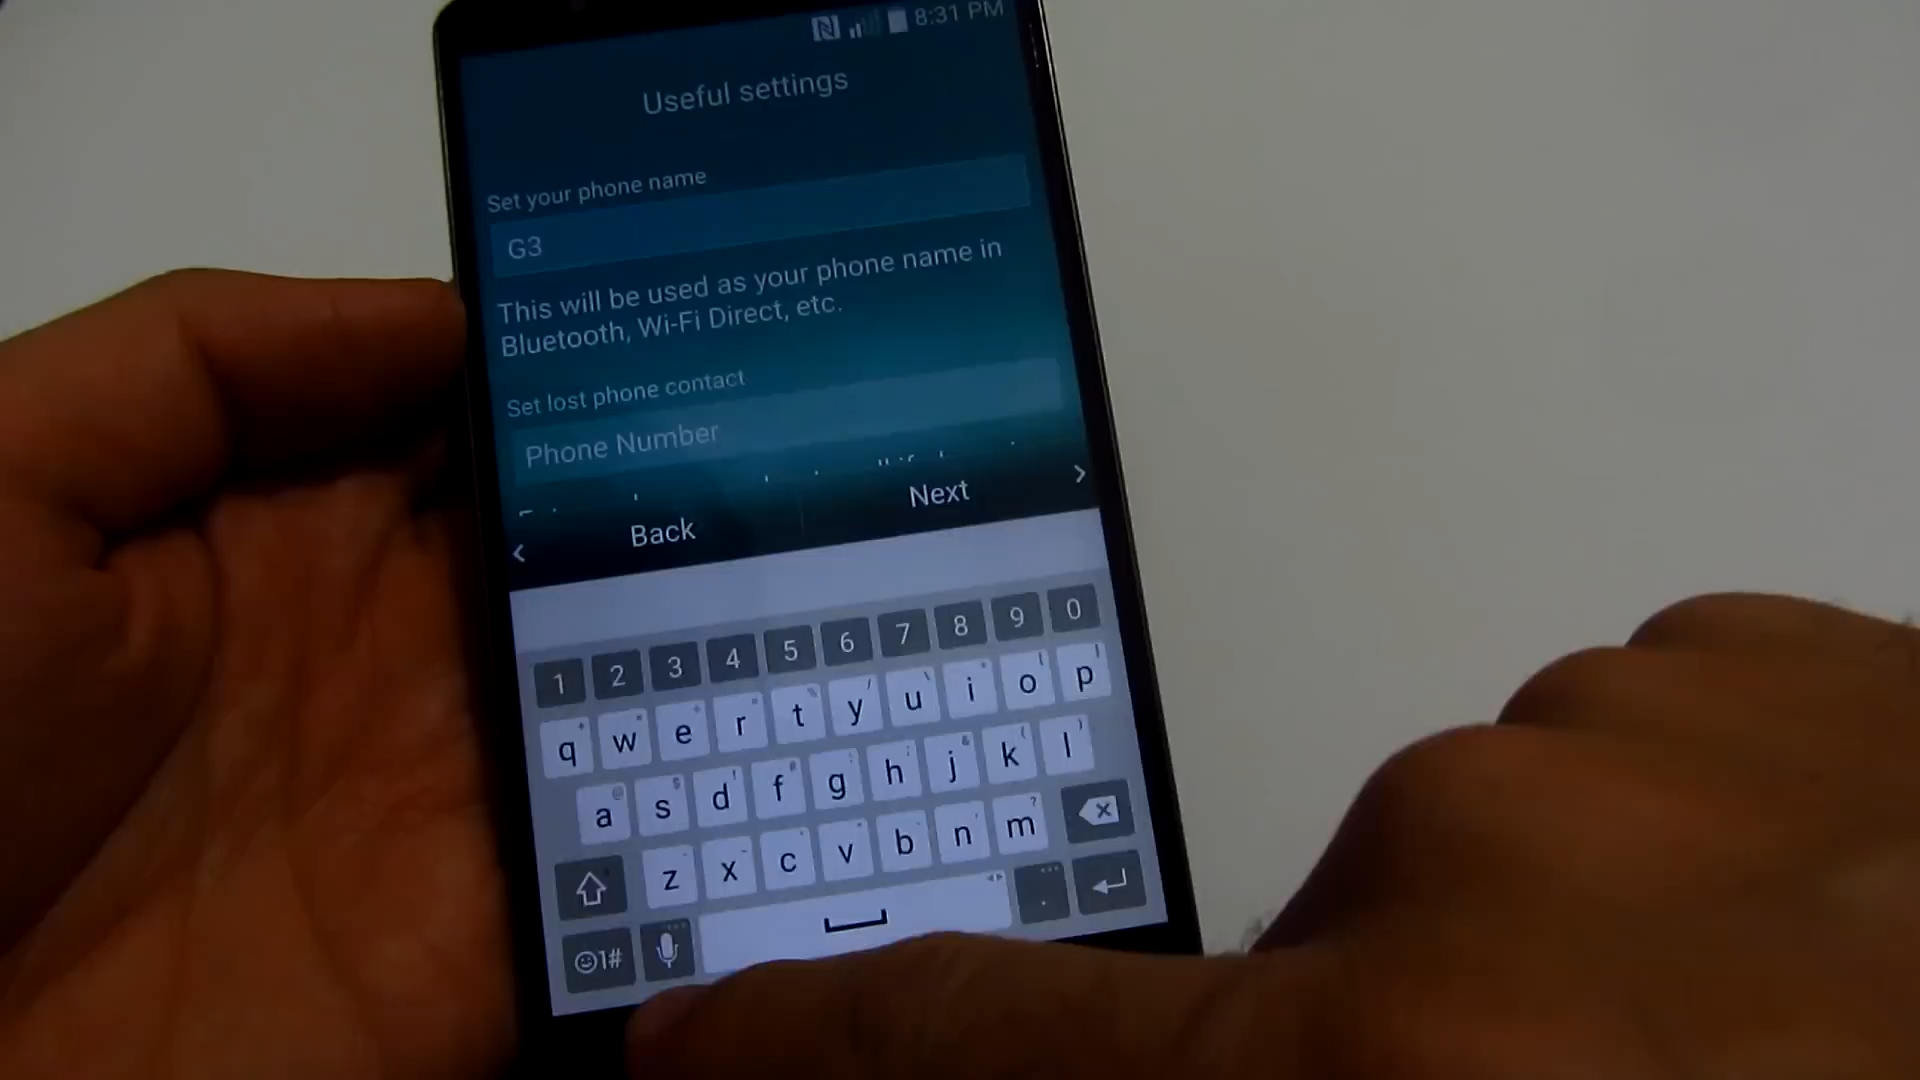 8:31 PM
Useful settings
Set your phone name
G3
This will be used as your phone name in
Bluetooth, Wi-Fi Direct, etc.
Set lost phone contact
Phone Number
< Back
Next >
1 2 3 4 5 6 7 8 9 0
q w e r t y u i o p
a s d f g h j k l
z x c v b n m
.
1#